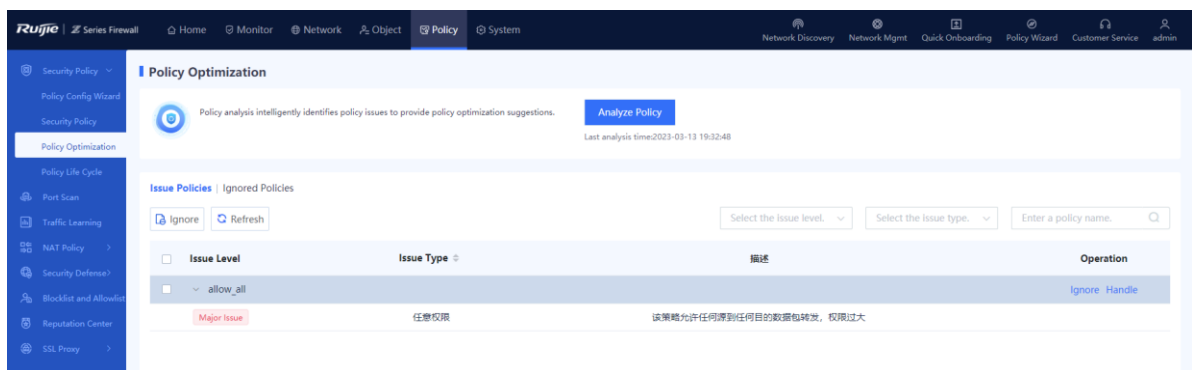 Ruijie | Z Series Firewall
Home Monitor Network Object Policy System
Network Discovery Network Mgmt Quick Onboarding Policy Wizard Customer Service admin
Security Policy
Policy Config Wizard
Security Policy
Policy Optimization
Policy Life Cycle
Port Scan
Traffic Learning
NAT Policy
Security Defense
Blocklist and Allowlist
Reputation Center
SSL Proxy
Policy Optimization
Policy analysis intelligently identifies policy issues to provide policy optimization suggestions.
Analyze Policy
Last analysis time:2023-03-13 19:32:48
Issue Policies | Ignored Policies
Ignore Refresh Select the issue level. Select the issue type. Enter a policy name.
Issue Level Issue Type 描述 Operation
allow_all Ignore Handle
Major Issue 任意权限 该策略允许任何源到任何目的数据包转发，权限过大